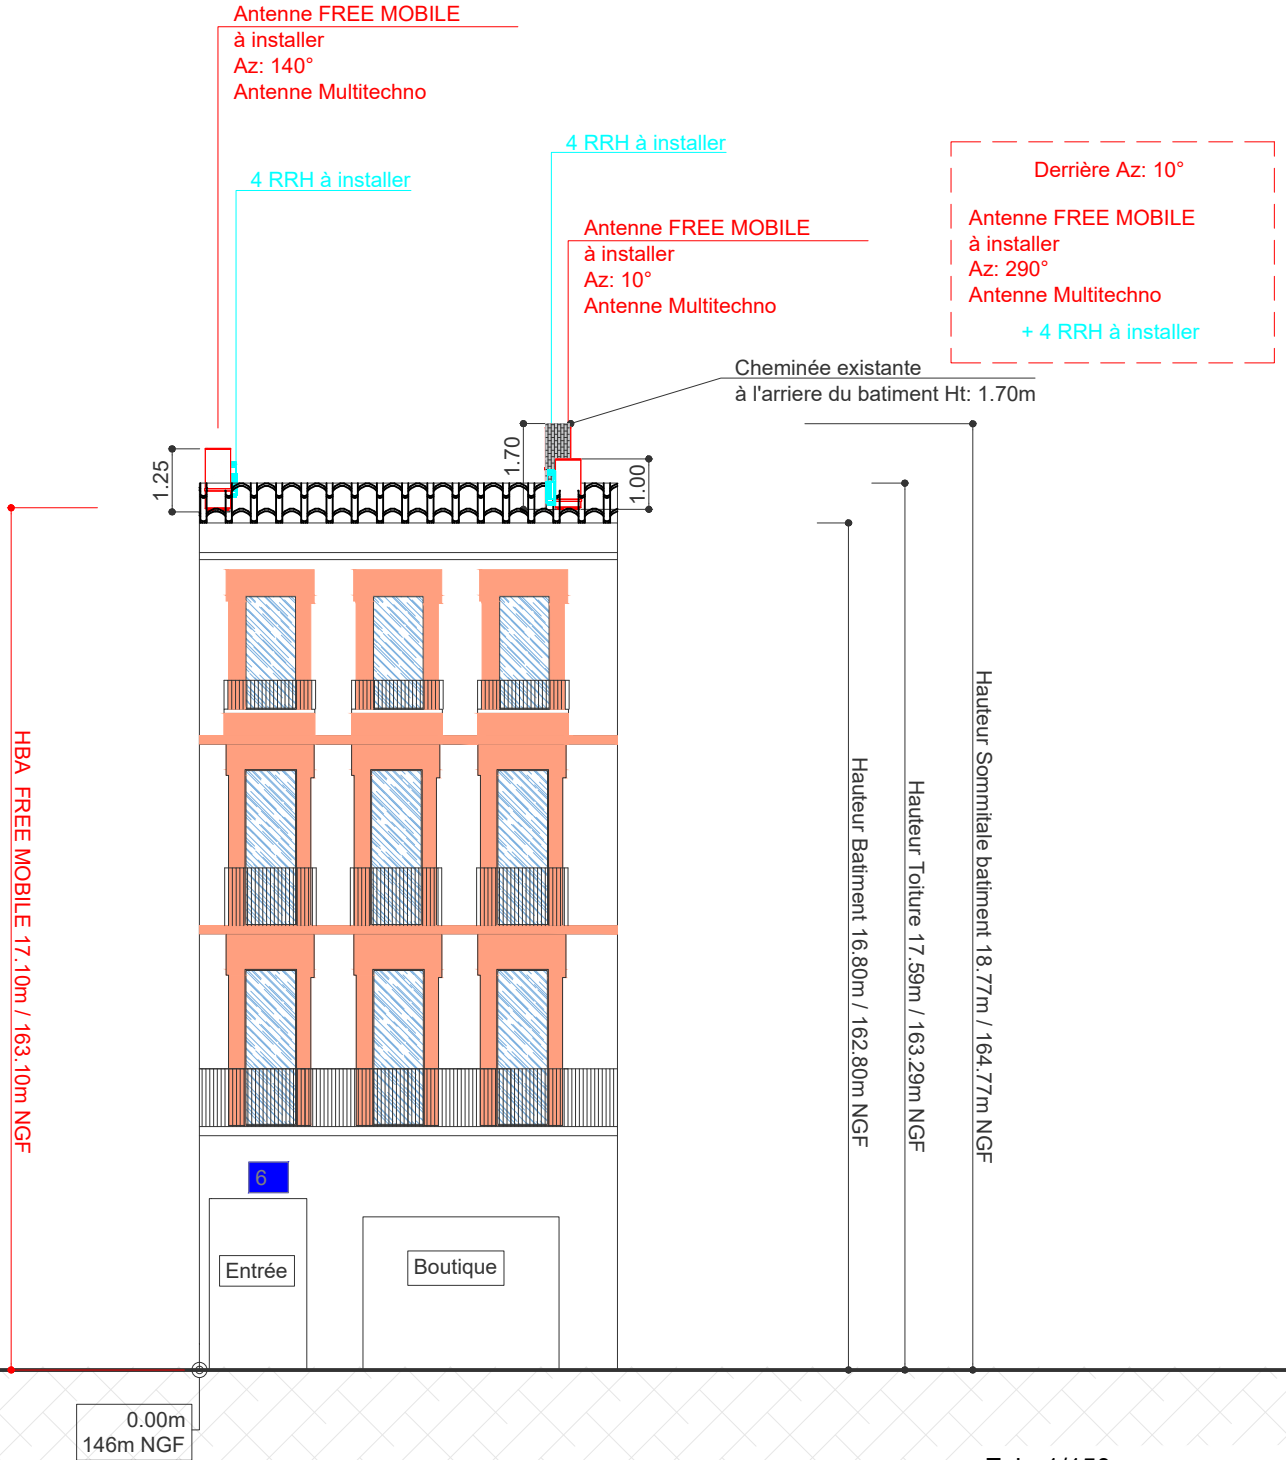 Antenne FREE MOBILE
à installer
Az: 140°
Antenne Multitechno
4 RRH à installer
4 RRH à installer
Derrière Az: 10°
Antenne FREE MOBILE
à installer
Az: 290°
Antenne Multitechno
+ 4 RRH à installer
Antenne FREE MOBILE
à installer
Az: 10°
Antenne Multitechno
Cheminée existante
à l'arriere du batiment Ht: 1.70m
1.25
1.70
1.00
HBA FREE MOBILE 17.10m / 163.10m NGF
Hauteur Batiment 16.80m / 162.80m NGF
Hauteur Toiture 17.59m / 163.29m NGF
Hauteur Sommitale batiment 18.77m / 164.77m NGF
6
Entrée
Boutique
0.00m
146m NGF